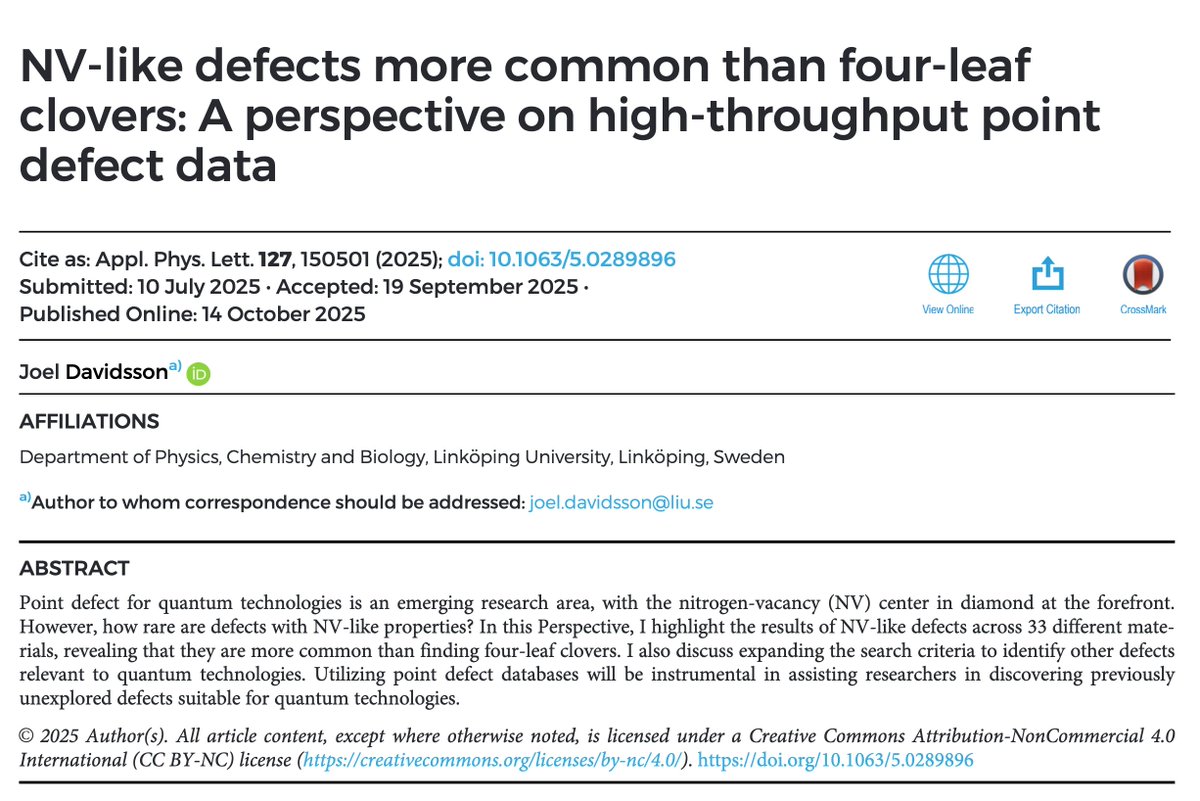 NV-like defects more common than four-leaf
clovers: A perspective on high-throughput point
defect data
Cite as: Appl. Phys. Lett. 127, 150501 (2025); doi: 10.1063/5.0289896
Submitted: 10 July 2025 · Accepted: 19 September 2025 ·
Published Online: 14 October 2025
View Online
Export Citation
CrossMark
Joel Davidsson a) iD
AFFILIATIONS
Department of Physics, Chemistry and Biology, Linköping University, Linköping, Sweden
a)Author to whom correspondence should be addressed: joel.davidsson@liu.se
ABSTRACT
Point defect for quantum technologies is an emerging research area, with the nitrogen-vacancy (NV) center in diamond at the forefront.
However, how rare are defects with NV-like properties? In this Perspective, I highlight the results of NV-like defects across 33 different mate-
rials, revealing that they are more common than finding four-leaf clovers. I also discuss expanding the search criteria to identify other defects
relevant to quantum technologies. Utilizing point defect databases will be instrumental in assisting researchers in discovering previously
unexplored defects suitable for quantum technologies.
© 2025 Author(s). All article content, except where otherwise noted, is licensed under a Creative Commons Attribution-NonCommercial 4.0
International (CC BY-NC) license (https://creativecommons.org/licenses/by-nc/4.0/). https://doi.org/10.1063/5.0289896